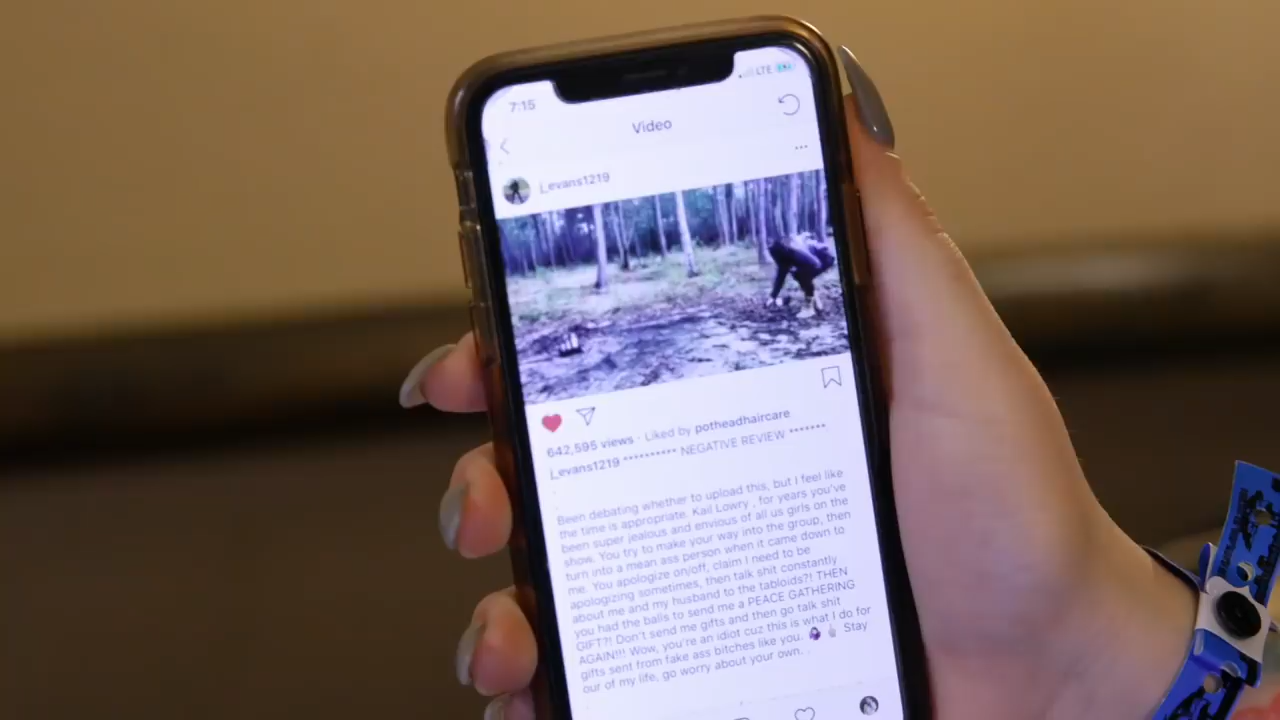 7:15
LTE
Video
j_evans1219
642,595 views · Liked by potheadhaircare
j_evans1219 ********** NEGATIVE REVIEW *******
Been debating whether to upload this, but I feel like
the time is appropriate. Kail Lowry , for years you've
been super jealous and envious of all us girls on the
show. You try to make your way into the group, then
turn into a mean ass person when it came down to
me. You apologize on/off, claim I need to be
apologizing sometimes, then talk shit constantly
about me and my husband to the tabloids?! THEN
you had the balls to send me a PEACE GATHERING
GIFT?! Don't send me gifts and then go talk shit
AGAIN!!! Wow, you're an idiot cuz this is what I do for
gifts sent from fake ass bitches like you. Stay
our of my life, go worry about your own. .